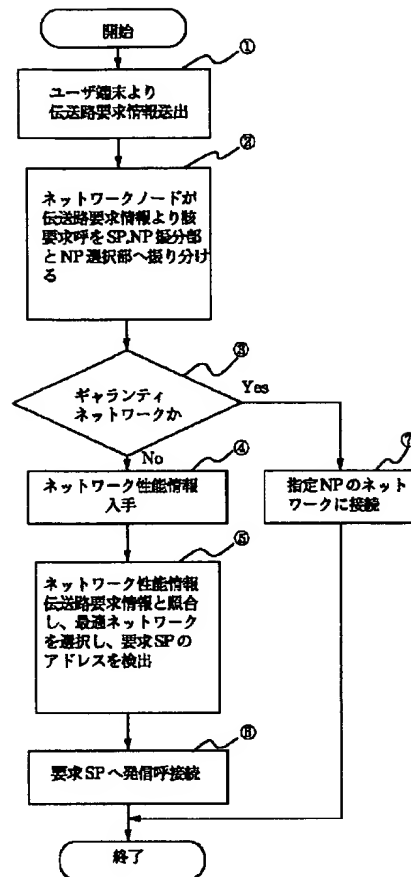 開始
①
ユーザ端末より
伝送路要求情報送出
②
ネットワークノードが
伝送路要求情報より該
要求呼をSP,NP振分部
とNP選択部へ振り分け
る
③
ギャランティ
ネットワークか
Yes
No
④
ネットワーク性能情報
入手
⑦
指定NPのネット
ワークに接続
⑤
ネットワーク性能情報
伝送路要求情報と照合
し、最適ネットワーク
を選択し、要求SPの
アドレスを検出
⑥
要求SPへ発信呼接続
終了